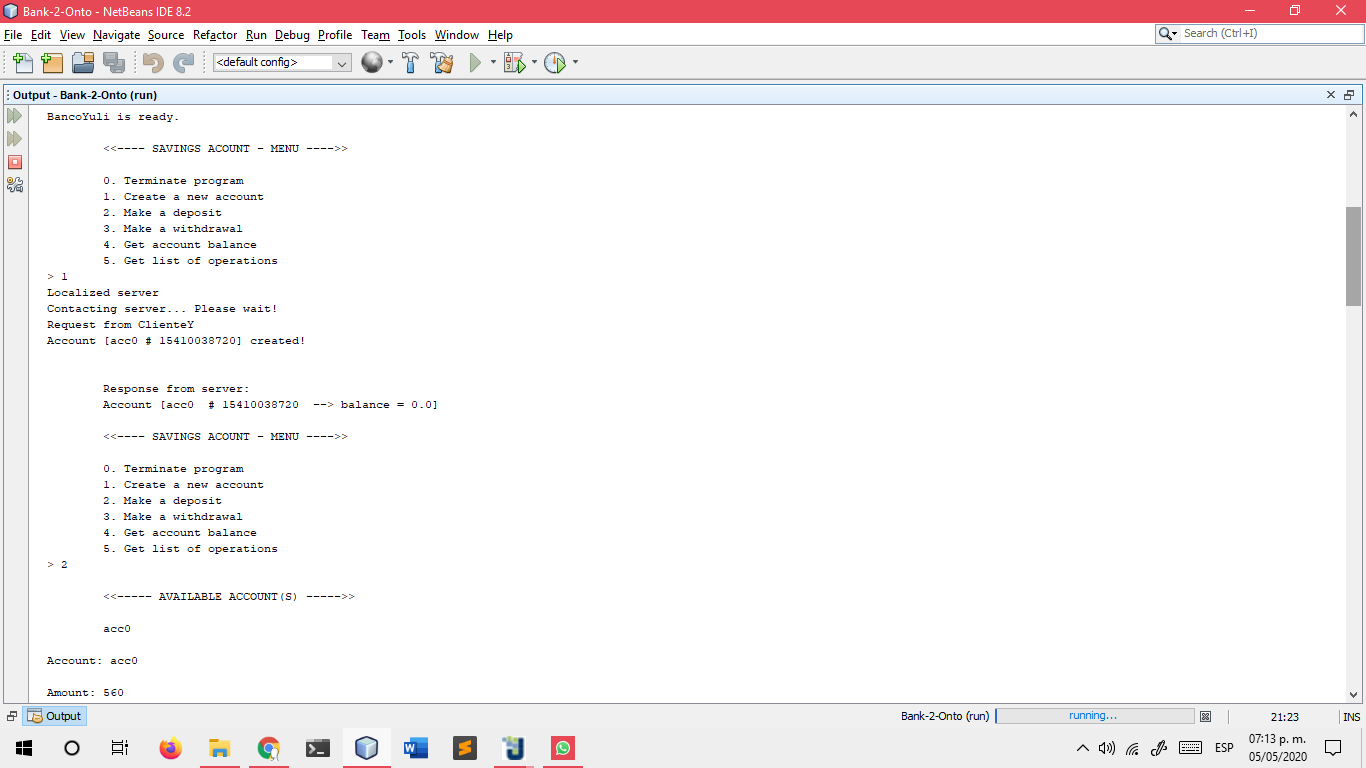 Bank-2-Onto - NetBeans IDE 8.2
File Edit View Navigate Source Refactor Run Debug Profile Team Tools Window Help
Search (Ctrl+I)
<default config>
Output - Bank-2-Onto (run)
BancoYuli is ready.
<<---- SAVINGS ACOUNT - MENU ---->>
0. Terminate program
1. Create a new account
2. Make a deposit
3. Make a withdrawal
4. Get account balance
5. Get list of operations
> 1
Localized server
Contacting server... Please wait!
Request from ClienteY
Account [acc0 # 15410038720] created!
Response from server:
Account [acc0  # 15410038720  --> balance = 0.0]
<<---- SAVINGS ACOUNT - MENU ---->>
0. Terminate program
1. Create a new account
2. Make a deposit
3. Make a withdrawal
4. Get account balance
5. Get list of operations
> 2
<<----- AVAILABLE ACCOUNT(S) ----->>
acc0
Account: acc0
Amount: 560
Output
Bank-2-Onto (run)
running...
21:23
INS
ESP
07:13 p. m.
05/05/2020